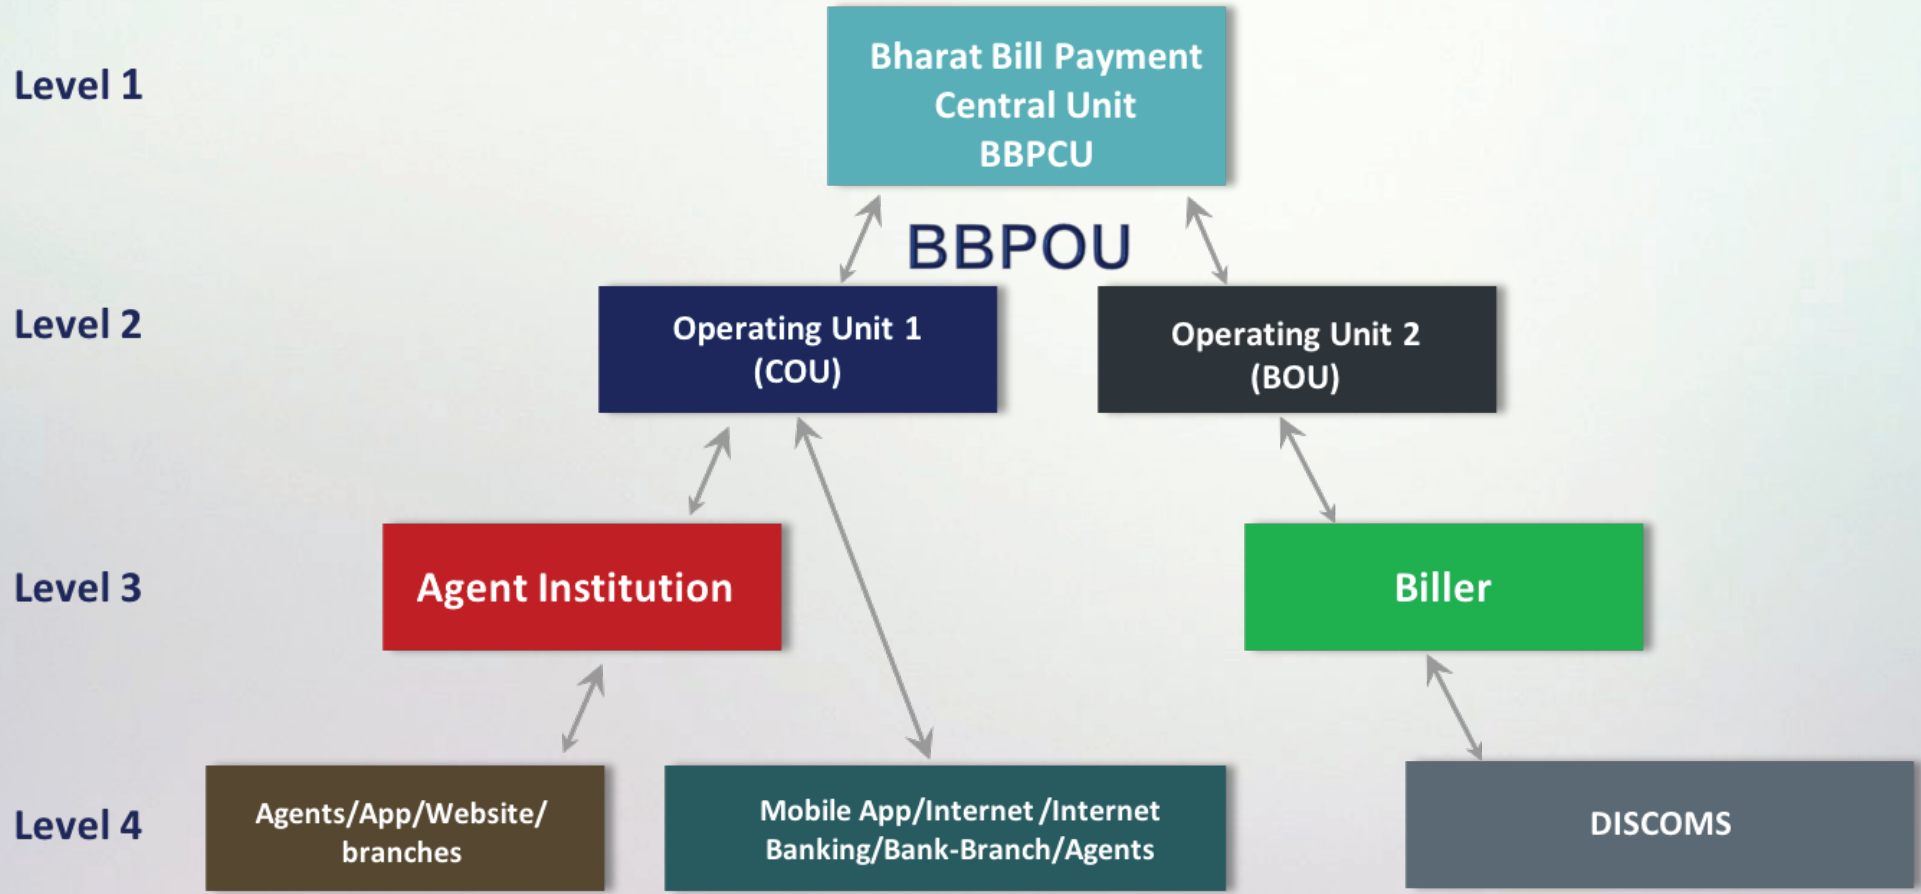 Level 1
Bharat Bill Payment
Central Unit
BBPCU
BBPOU
Level 2
Operating Unit 1
(COU)
Operating Unit 2
(BOU)
Level 3
Agent Institution
Biller
Level 4
Agents/App/Website/
branches
Mobile App/Internet /Internet
Banking/Bank-Branch/Agents
DISCOMS